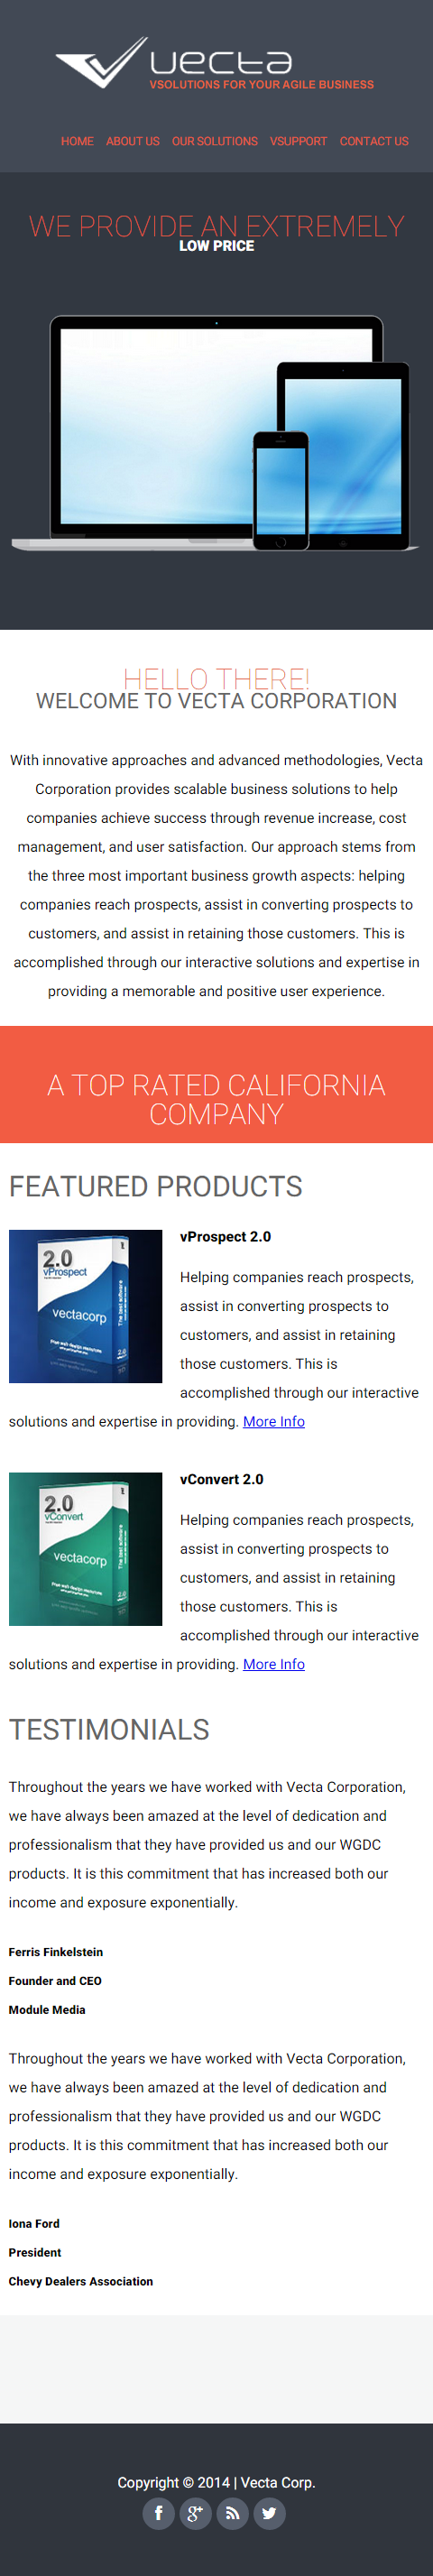 vecta
VSOLUTIONS FOR YOUR AGILE BUSINESS
HOME ABOUT US OUR SOLUTIONS VSUPPORT CONTACT US
WE PROVIDE AN EXTREMELY
LOW PRICE
HELLO THERE!
WELCOME TO VECTA CORPORATION
With innovative approaches and advanced methodologies, Vecta
Corporation provides scalable business solutions to help
companies achieve success through revenue increase, cost
management, and user satisfaction. Our approach stems from
the three most important business growth aspects: helping
companies reach prospects, assist in converting prospects to
customers, and assist in retaining those customers. This is
accomplished through our interactive solutions and expertise in
providing a memorable and positive user experience.
A TOP RATED CALIFORNIA
COMPANY
FEATURED PRODUCTS
2.0
vProspect
vectacorp
The best software
2.0
vProspect 2.0
Helping companies reach prospects,
assist in converting prospects to
customers, and assist in retaining
those customers. This is
accomplished through our interactive
solutions and expertise in providing. More Info
2.0
vConvert
vectacorp
The best software
2.0
vConvert 2.0
Helping companies reach prospects,
assist in converting prospects to
customers, and assist in retaining
those customers. This is
accomplished through our interactive
solutions and expertise in providing. More Info
TESTIMONIALS
Throughout the years we have worked with Vecta Corporation,
we have always been amazed at the level of dedication and
professionalism that they have provided us and our WGDC
products. It is this commitment that has increased both our
income and exposure exponentially.
Ferris Finkelstein
Founder and CEO
Module Media
Throughout the years we have worked with Vecta Corporation,
we have always been amazed at the level of dedication and
professionalism that they have provided us and our WGDC
products. It is this commitment that has increased both our
income and exposure exponentially.
Iona Ford
President
Chevy Dealers Association
Copyright © 2014 | Vecta Corp.